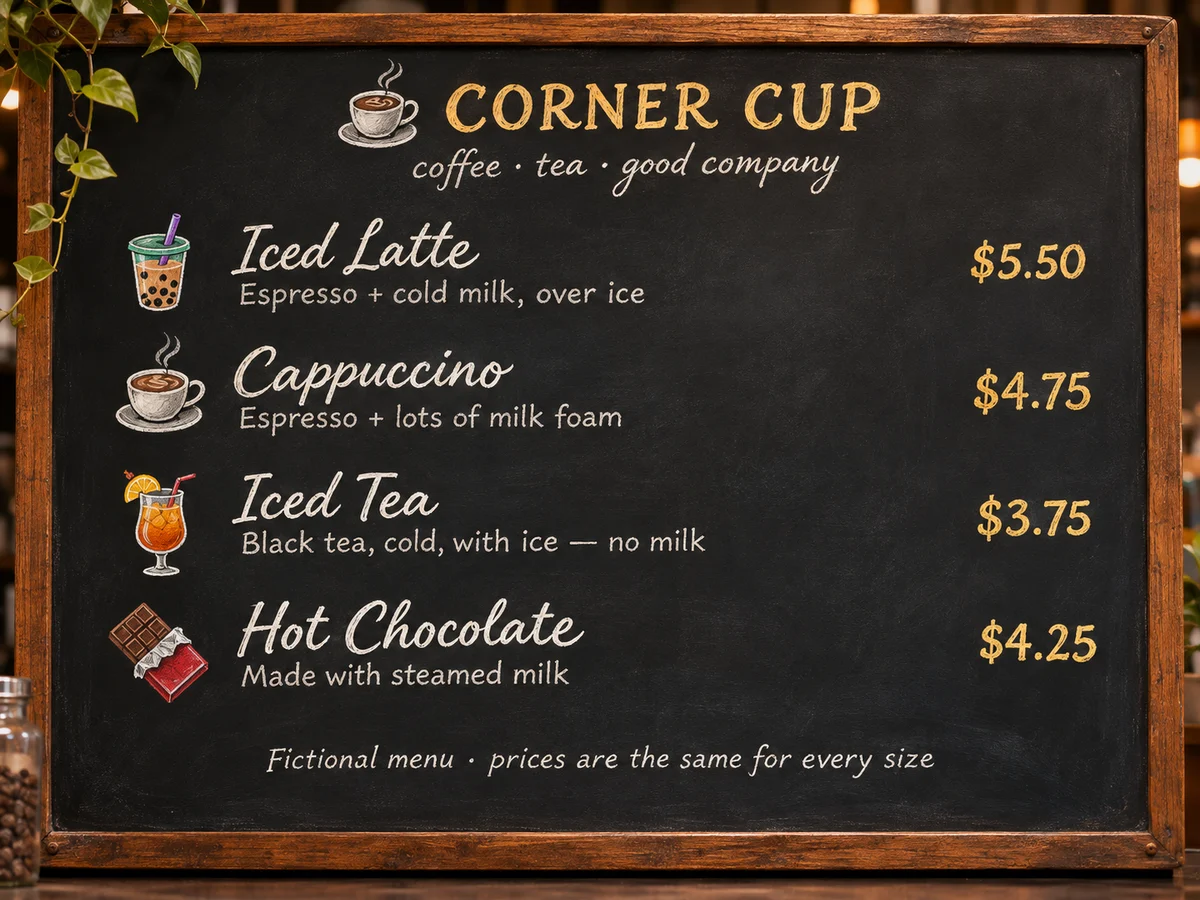 CORNER CUP
coffee · tea · good company
Iced Latte
$5.50
Espresso + cold milk, over ice
Cappuccino
$4.75
Espresso + lots of milk foam
Iced Tea
$3.75
Black tea, cold, with ice — no milk
Hot Chocolate
$4.25
Made with steamed milk
Fictional menu · prices are the same for every size